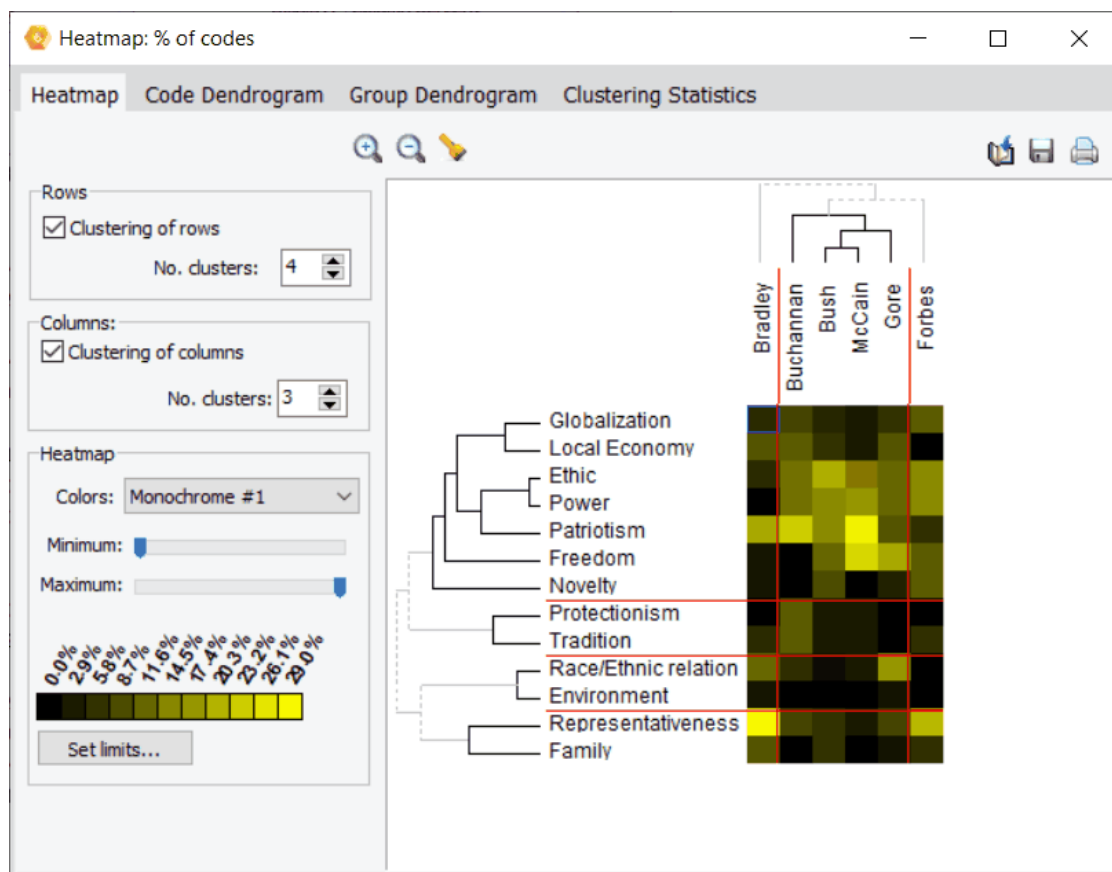 Heatmap: % of codes
Heatmap Code Dendrogram Group Dendrogram Clustering Statistics
Rows
Clustering of rows
No. clusters: 4
Columns:
Clustering of columns
No. clusters: 3
Heatmap
Colors: Monochrome #1
Minimum:
Maximum:
0.0% 2.9% 5.8% 8.7% 11.6% 14.5% 17.4% 20.3% 23.2% 26.1% 29.0%
Set limits...
Bradley
Buchannan
Bush
McCain
Gore
Forbes
Globalization
Local Economy
Ethic
Power
Patriotism
Freedom
Novelty
Protectionism
Tradition
Race/Ethnic relation
Environment
Representativeness
Family